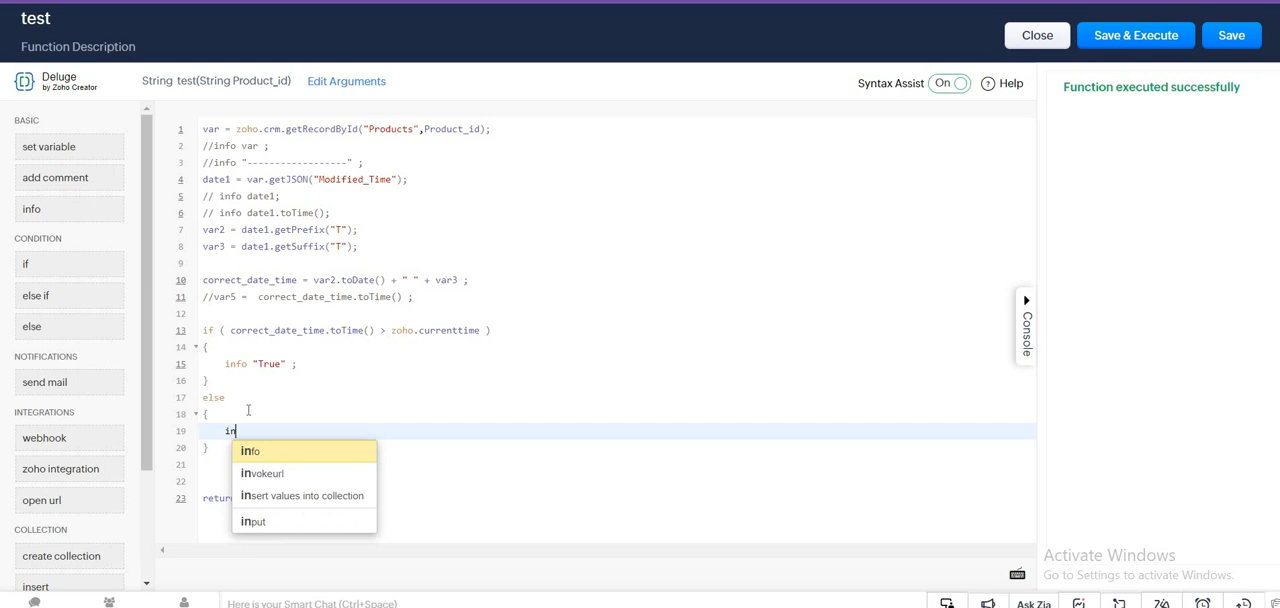 test
Function Description
Close
Save & Execute
Save
Deluge
by Zoho Creator
String test(String Product_id)
Edit Arguments
Syntax Assist
On
Help
Function executed successfully
BASIC
set variable
add comment
info
CONDITION
if
else if
else
NOTIFICATIONS
send mail
INTEGRATIONS
webhook
zoho integration
open url
COLLECTION
create collection
insert
1 var = zoho.crm.getRecordById("Products",Product_id);
2 //info var ;
3 //info "------------------" ;
4 date1 = var.getJSON("Modified_Time");
5 // info date1;
6 // info date1.toTime();
7 var2 = date1.getPrefix("T");
8 var3 = date1.getSuffix("T");
9
10 correct_date_time = var2.toDate() + " " + var3 ;
11 //var5 = correct_date_time.toTime() ;
12
13 if ( correct_date_time.toTime() > zoho.currenttime )
14 {
15 info "True" ;
16 }
17 else
18 {
19 in
20 }
21
22
23 retur
info
invokeurl
insert values into collection
input
Console
Activate Windows
Go to Settings to activate Windows.
Here is your Smart Chat (Ctrl+Space)
Ask Zia